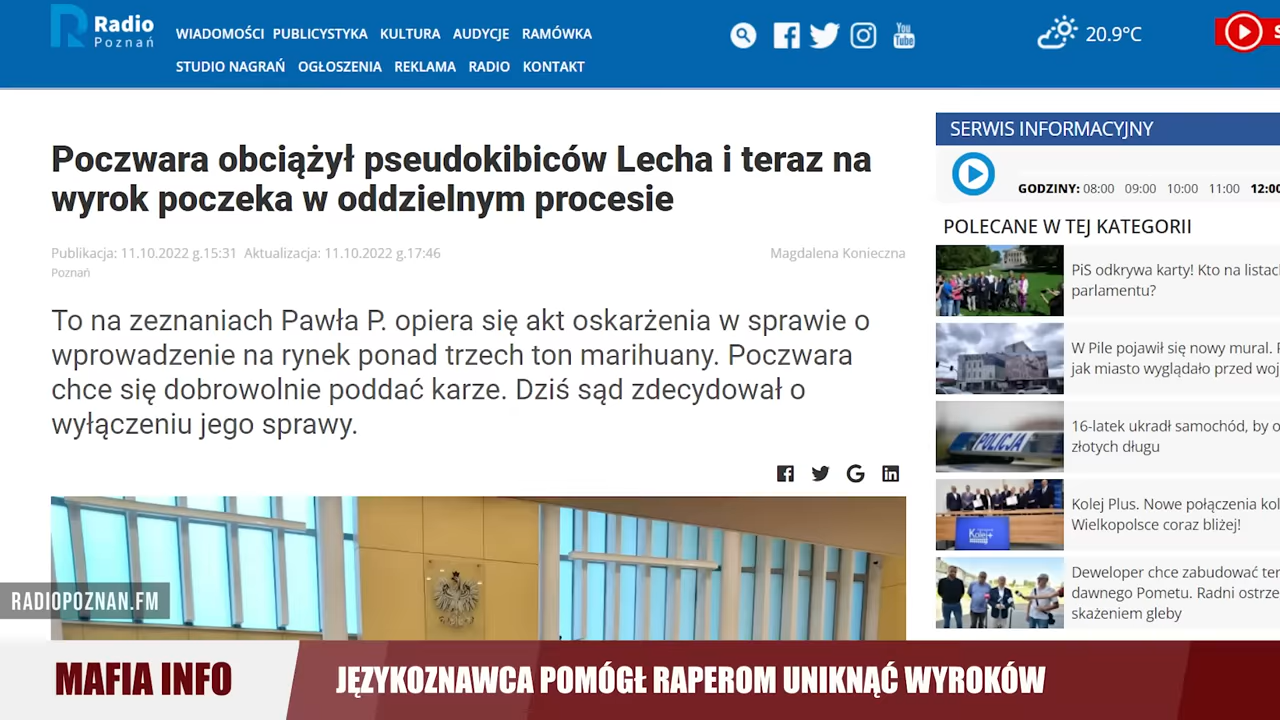 Radio
Poznań
WIADOMOŚCI PUBLICYSTYKA KULTURA AUDYCJE RAMÓWKA
STUDIO NAGRAŃ OGŁOSZENIA REKLAMA RADIO KONTAKT
You
Tube
20.9°C
Poczwara obciążył pseudokibiców Lecha i teraz na
wyrok poczeka w oddzielnym procesie
Publikacja: 11.10.2022 g.15:31 Aktualizacja: 11.10.2022 g.17:46
Magdalena Konieczna
Poznań
To na zeznaniach Pawła P. opiera się akt oskarżenia w sprawie o
wprowadzenie na rynek ponad trzech ton marihuany. Poczwara
chce się dobrowolnie poddać karze. Dziś sąd zdecydował o
wyłączeniu jego sprawy.
SERWIS INFORMACYJNY
GODZINY: 08:00 09:00 10:00 11:00 12:00
POLECANE W TEJ KATEGORII
PiS odkrywa karty! Kto na listach
parlamentu?
W Pile pojawił się nowy mural.
jak miasto wyglądało przed woj
16-latek ukradł samochód, by o
złotych długu
POLICJA
Kolej Plus. Nowe połączenia kol
Wielkopolsce coraz bliżej!
Kolej+
Deweloper chce zabudować ter
dawnego Pometu. Radni ostrze
skażeniem gleby
RADIOPOZNAN.FM
MAFIA INFO
JĘZYKOZNAWCA POMÓGŁ RAPEROM UNIKNĄĆ WYROKÓW